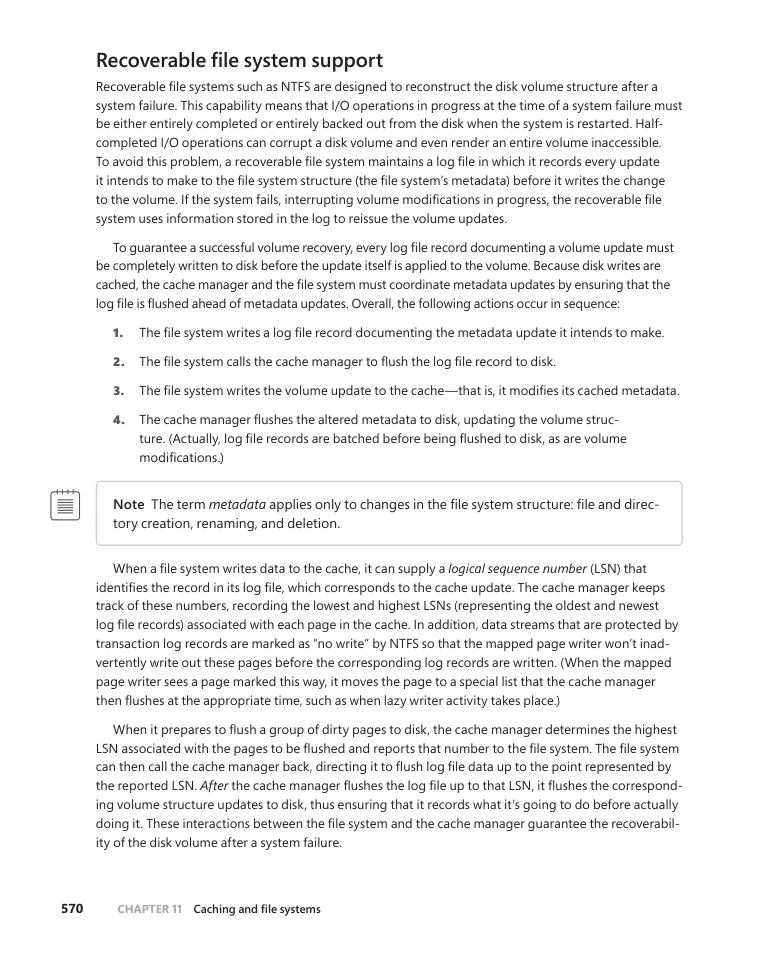 Recoverable file system support
Recoverable file systems such as NTFS are designed to reconstruct the disk volume structure after a
system failure. This capability means that I/O operations in progress at the time of a system failure must
be either entirely completed or entirely backed out from the disk when the system is restarted. Half-
completed I/O operations can corrupt a disk volume and even render an entire volume inaccessible.
To avoid this problem, a recoverable file system maintains a log file in which it records every update
it intends to make to the file system structure (the file system's metadata) before it writes the change
to the volume. If the system fails, interrupting volume modifications in progress, the recoverable file
system uses information stored in the log to reissue the volume updates.
To guarantee a successful volume recovery, every log file record documenting a volume update must
be completely written to disk before the update itself is applied to the volume. Because disk writes are
cached, the cache manager and the file system must coordinate metadata updates by ensuring that the
log file is flushed ahead of metadata updates. Overall, the following actions occur in sequence:
1. The file system writes a log file record documenting the metadata update it intends to make.
2. The file system calls the cache manager to flush the log file record to disk.
3. The file system writes the volume update to the cache—that is, it modifies its cached metadata.
4. The cache manager flushes the altered metadata to disk, updating the volume struc-
ture. (Actually, log file records are batched before being flushed to disk, as are volume
modifications.)
Note The term metadata applies only to changes in the file system structure: file and direc-
tory creation, renaming, and deletion.
When a file system writes data to the cache, it can supply a logical sequence number (LSN) that
identifies the record in its log file, which corresponds to the cache update. The cache manager keeps
track of these numbers, recording the lowest and highest LSNs (representing the oldest and newest
log file records) associated with each page in the cache. In addition, data streams that are protected by
transaction log records are marked as "no write" by NTFS so that the mapped page writer won't inad-
vertently write out these pages before the corresponding log records are written. (When the mapped
page writer sees a page marked this way, it moves the page to a special list that the cache manager
then flushes at the appropriate time, such as when lazy writer activity takes place.)
When it prepares to flush a group of dirty pages to disk, the cache manager determines the highest
LSN associated with the pages to be flushed and reports that number to the file system. The file system
can then call the cache manager back, directing it to flush log file data up to the point represented by
the reported LSN. After the cache manager flushes the log file up to that LSN, it flushes the correspond-
ing volume structure updates to disk, thus ensuring that it records what it's going to do before actually
doing it. These interactions between the file system and the cache manager guarantee the recoverabil-
ity of the disk volume after a system failure.
570 CHAPTER 11 Caching and file systems